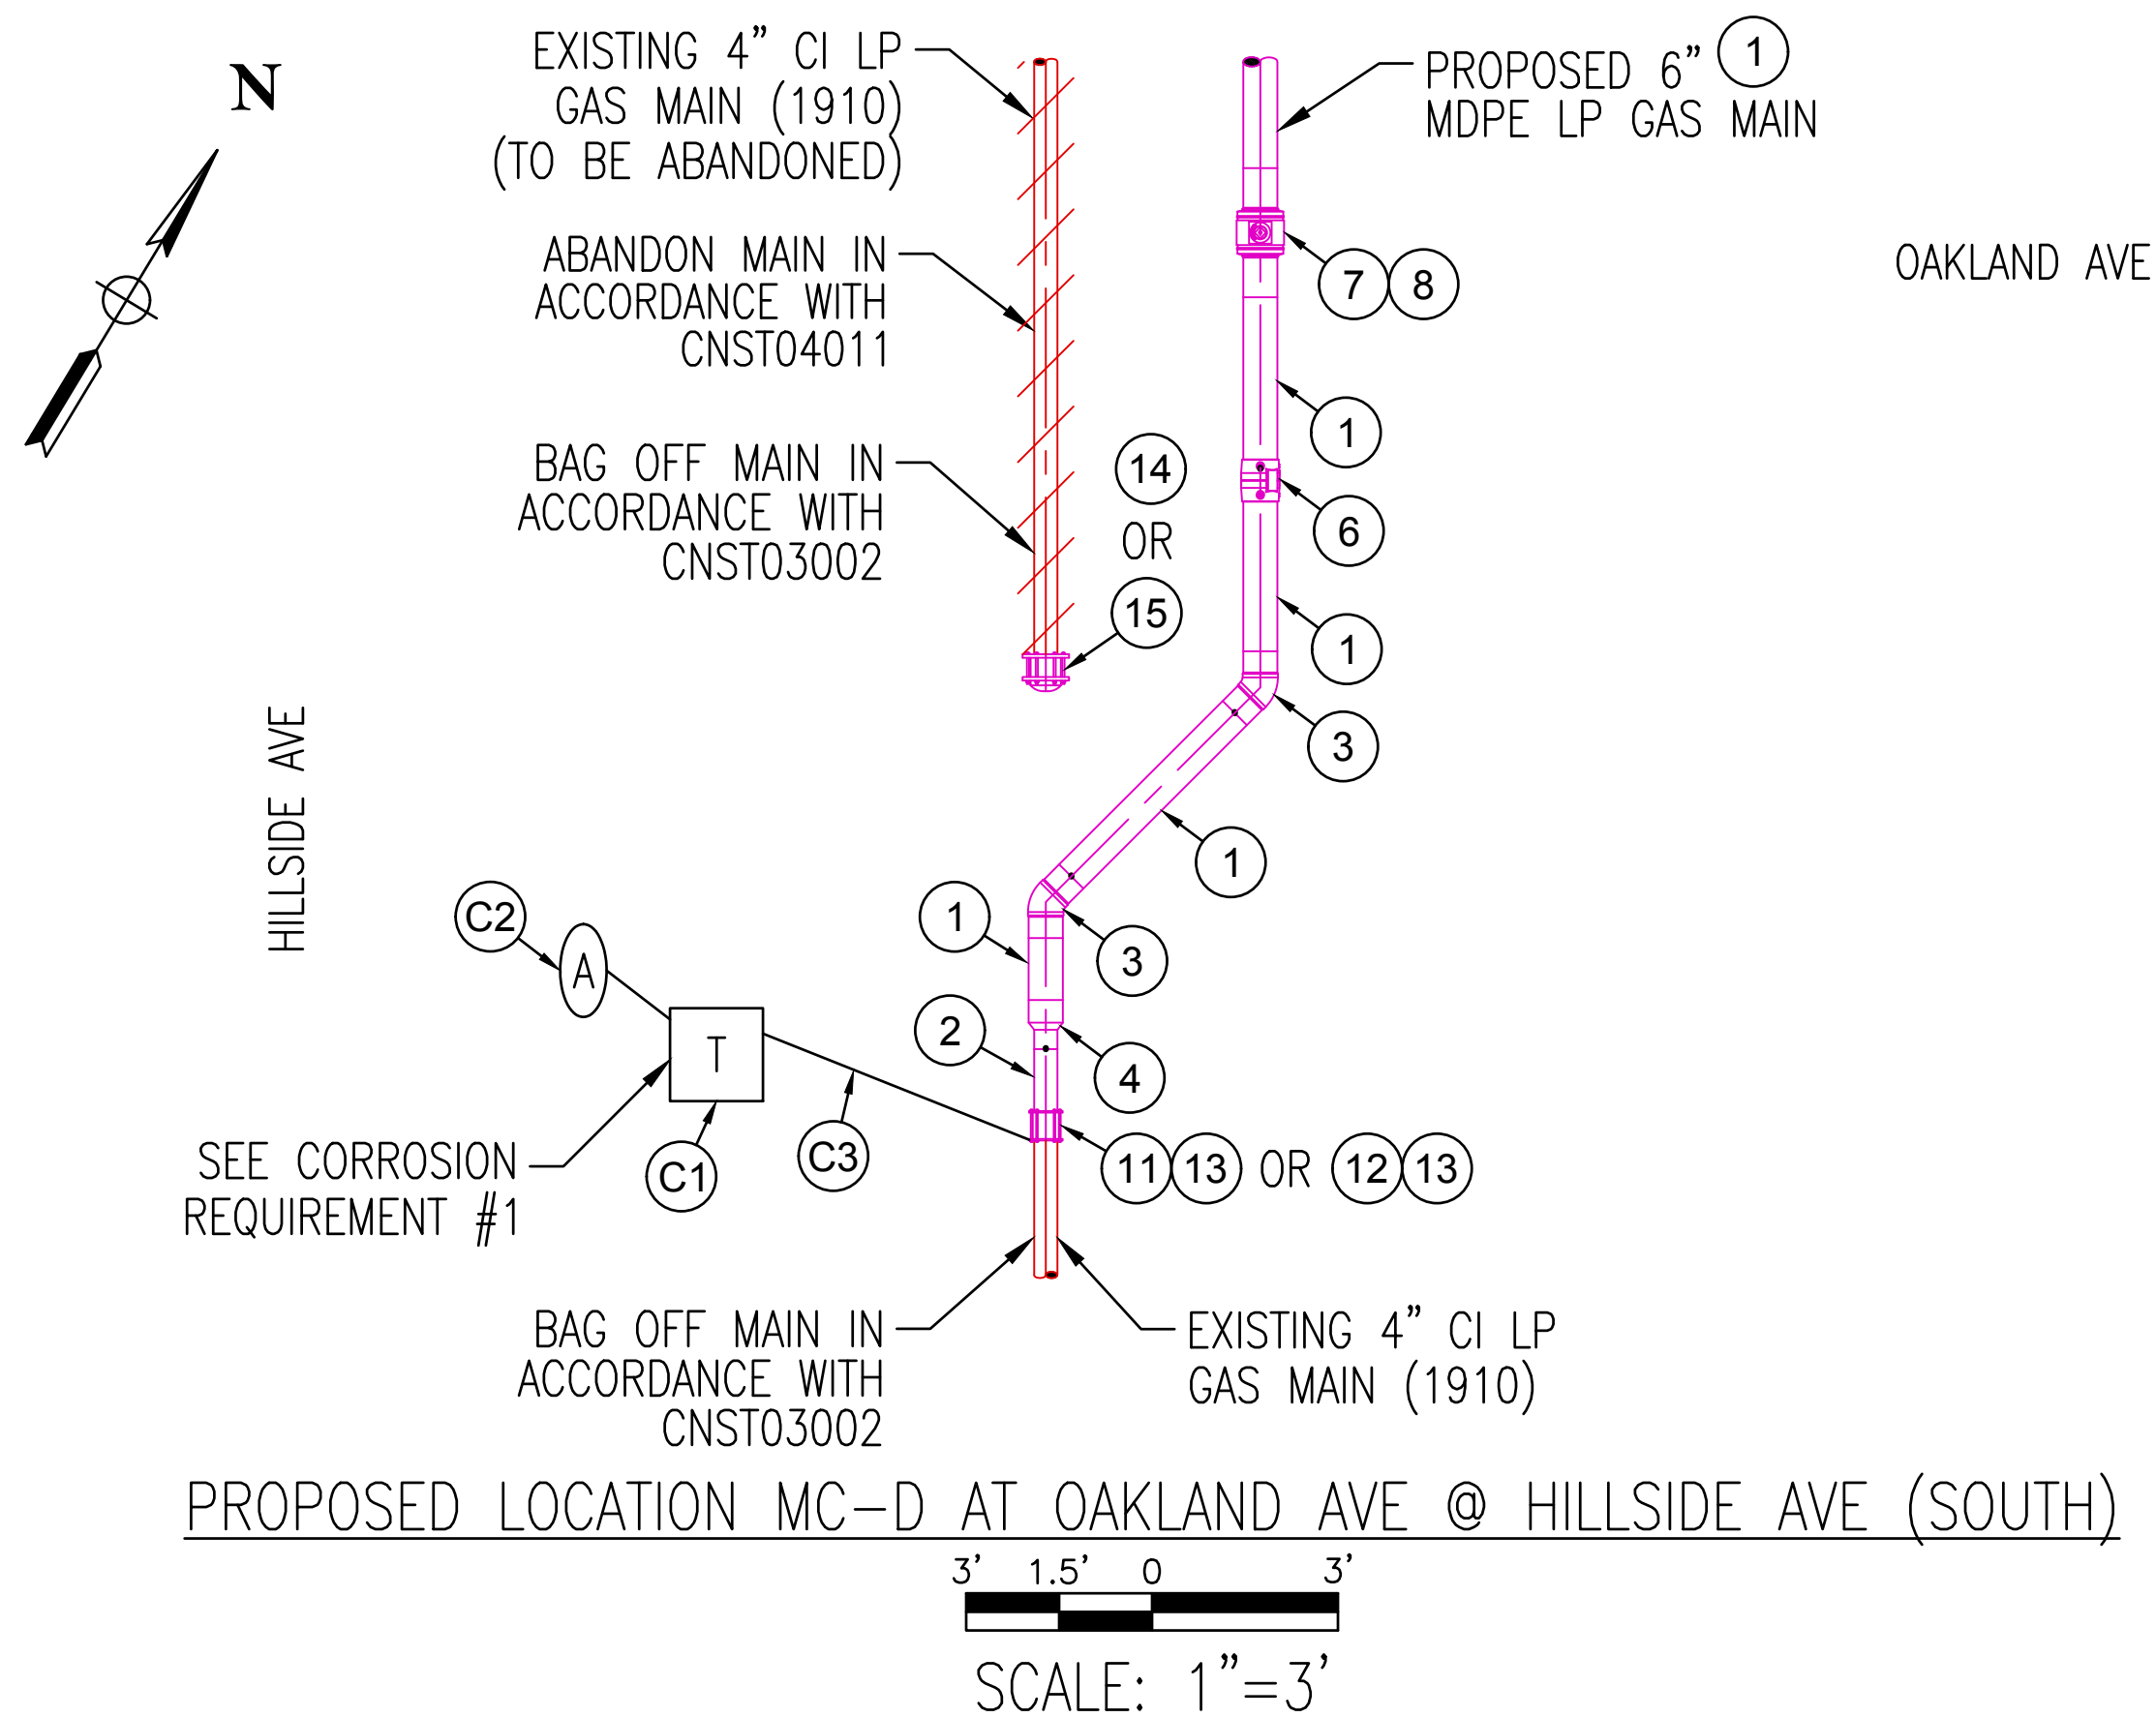 N
EXISTING 4" CI LP
GAS MAIN (1910)
(TO BE ABANDONED)
PROPOSED 6" 1
MDPE LP GAS MAIN
ABANDON MAIN IN
ACCORDANCE WITH
CNST04011
7 8
OAKLAND AVE
1
BAG OFF MAIN IN
ACCORDANCE WITH
CNST03002
14
OR
15
6
1
3
HILLSIDE AVE
1
C2
A
1
3
2
T
4
SEE CORROSION
REQUIREMENT #1
C1
C3
11 13 OR 12 13
BAG OFF MAIN IN
ACCORDANCE WITH
CNST03002
EXISTING 4" CI LP
GAS MAIN (1910)
PROPOSED LOCATION MC-D AT OAKLAND AVE @ HILLSIDE AVE (SOUTH)
3' 1.5' 0 3'
SCALE: 1"=3'